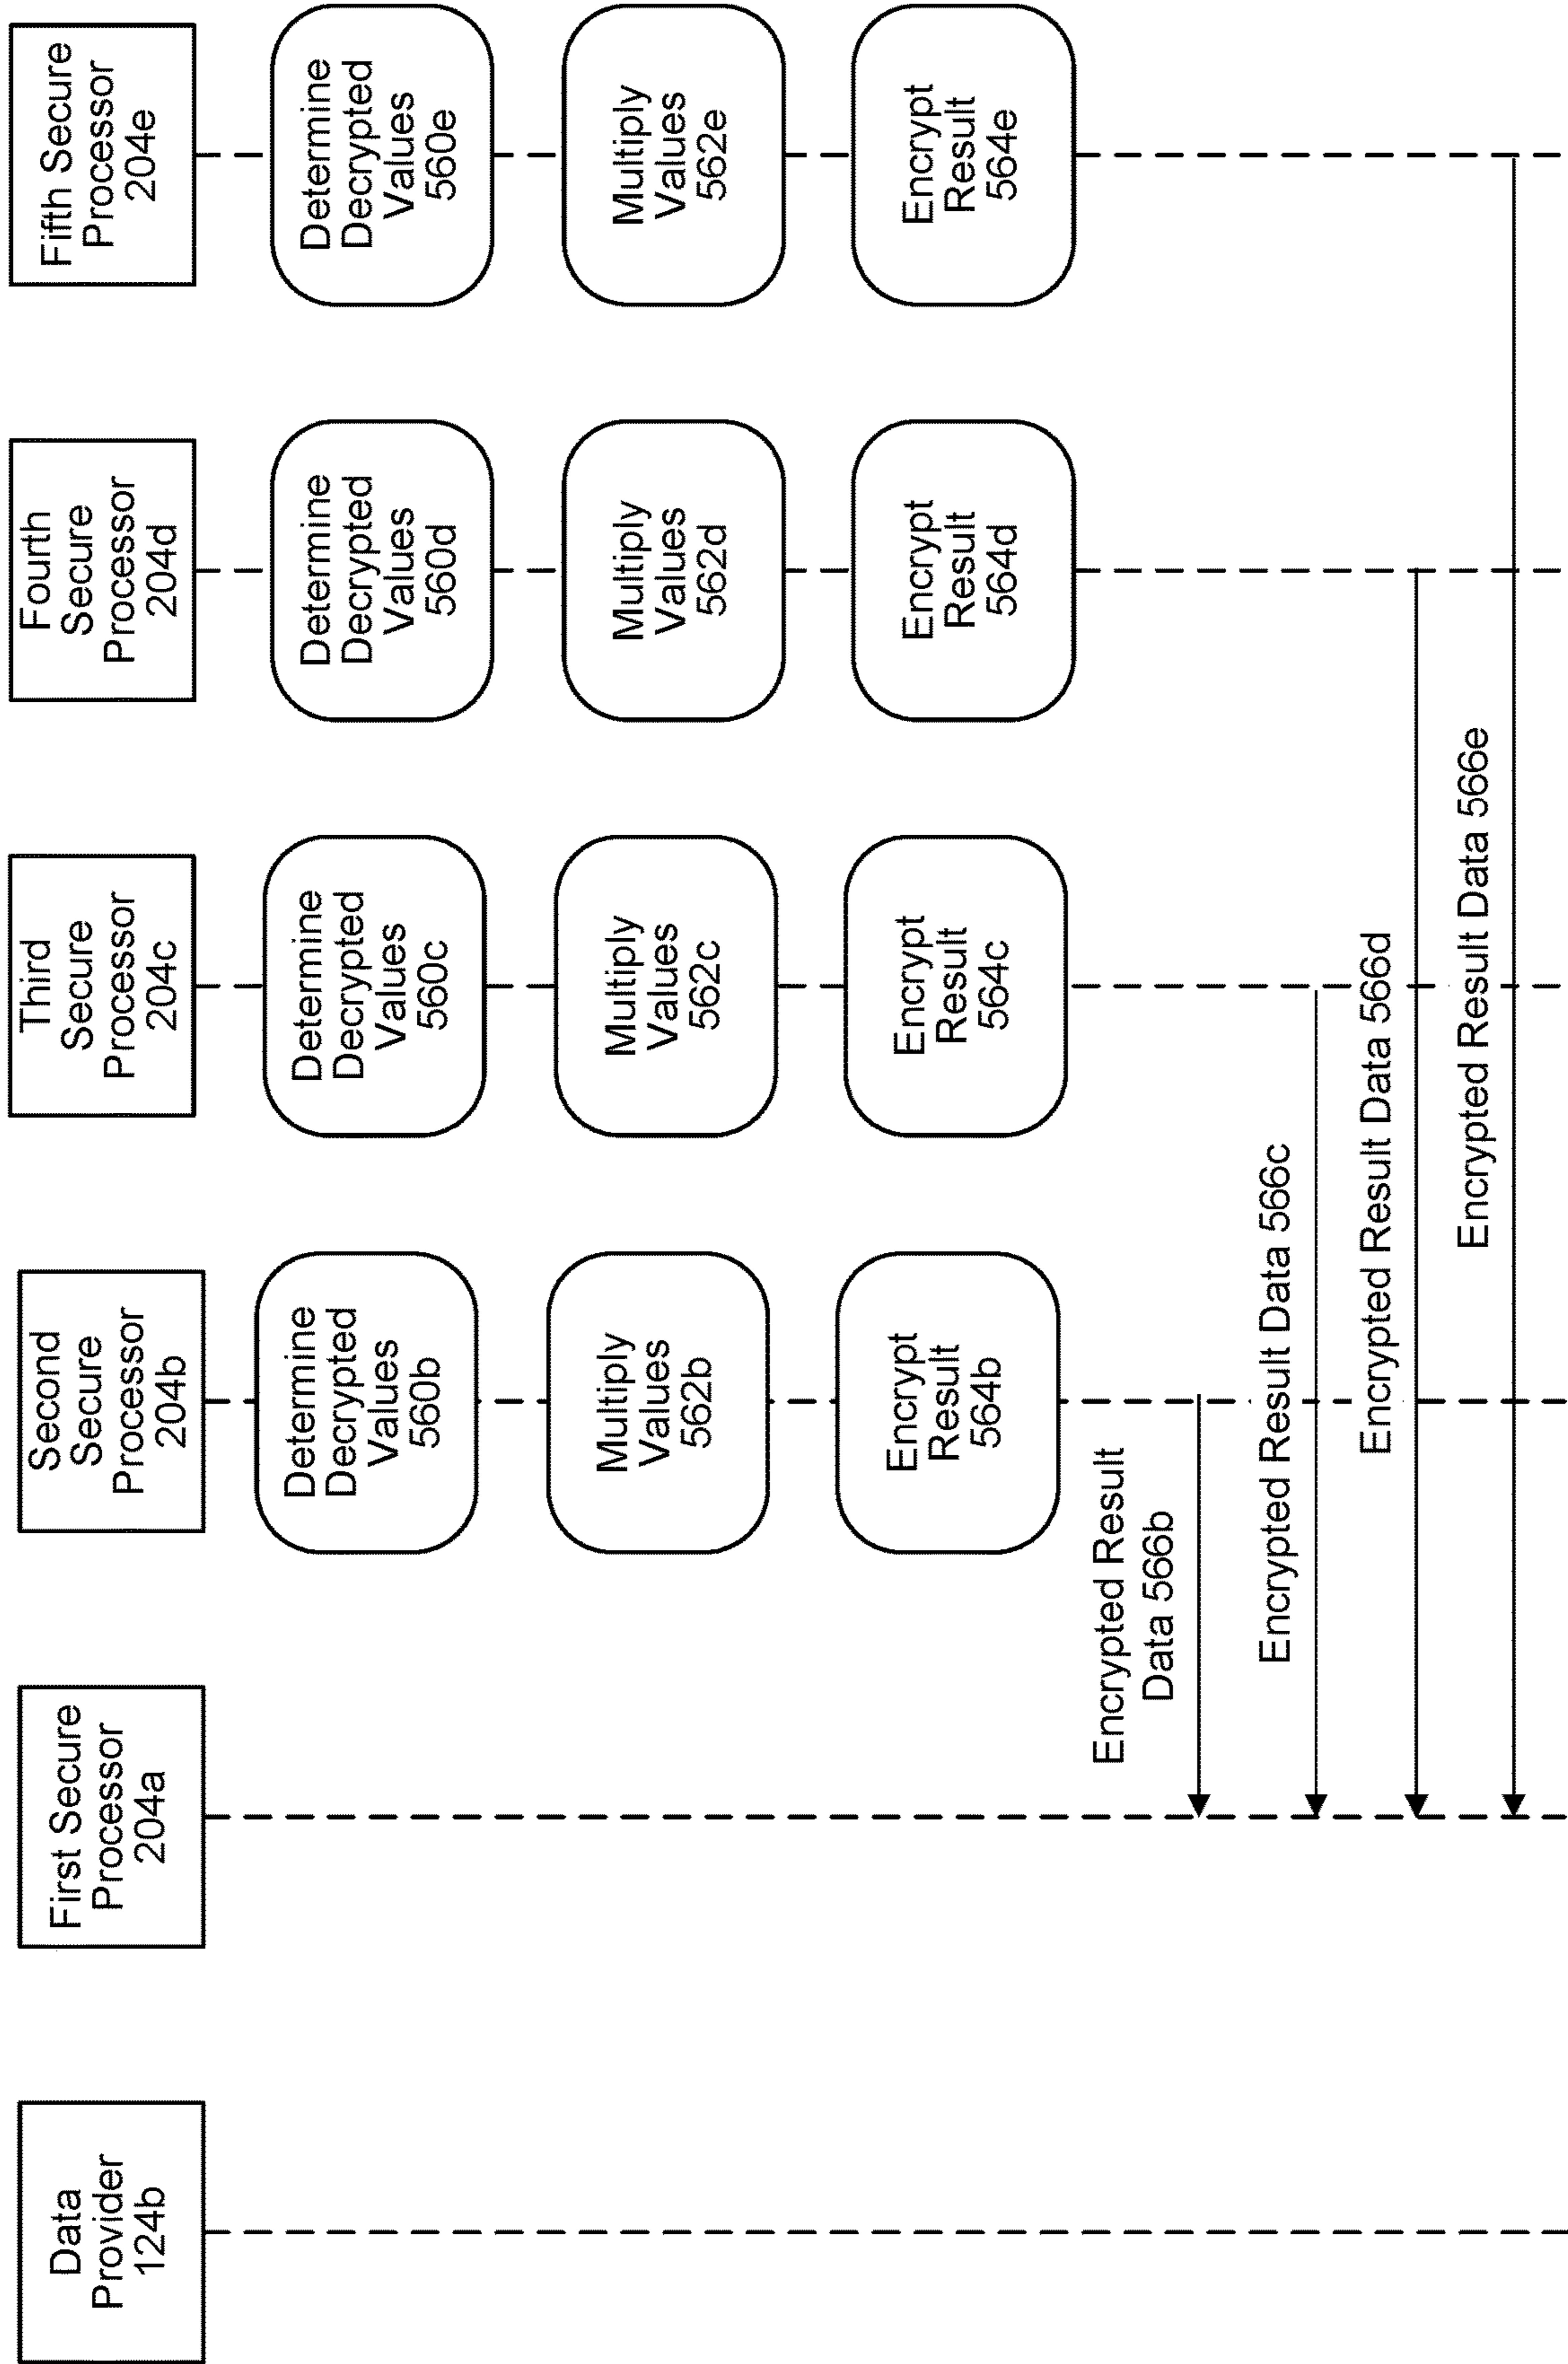 Data
Provider
124b
First Secure
Processor
204a
Second
Secure
Processor
204b
Third
Secure
Processor
204c
Fourth
Secure
Processor
204d
Fifth Secure
Processor
204e
Determine
Decrypted
Values
560b
Determine
Decrypted
Values
560c
Determine
Decrypted
Values
560d
Determine
Decrypted
Values
560e
Multiply
Values
562b
Multiply
Values
562c
Multiply
Values
562d
Multiply
Values
562e
Encrypt
Result
564b
Encrypt
Result
564c
Encrypt
Result
564d
Encrypt
Result
564e
Encrypted Result
Data 566b
Encrypted Result Data 566c
Encrypted Result Data 566d
Encrypted Result Data 566e